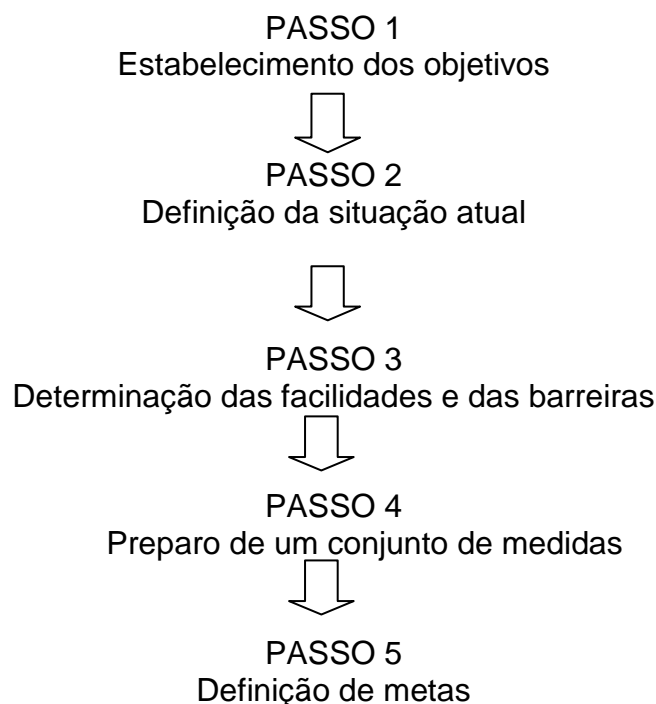 PASSO 1
Estabelecimento dos objetivos
PASSO 2
Definição da situação atual
PASSO 3
Determinação das facilidades e das barreiras
PASSO 4
Preparo de um conjunto de medidas
PASSO 5
Definição de metas